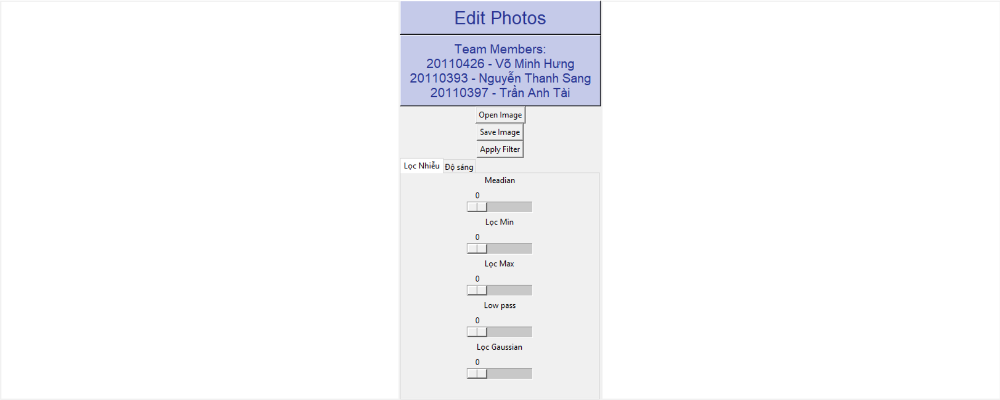 Edit Photos
Team Members:
20110426 - Võ Minh Hưng
20110393 - Nguyễn Thanh Sang
20110397 - Trần Anh Tài
Open Image
Save Image
Apply Filter
Lọc Nhiễu Độ sáng
Meadian
0
Lọc Min
0
Lọc Max
0
Low pass
0
Lọc Gaussian
0